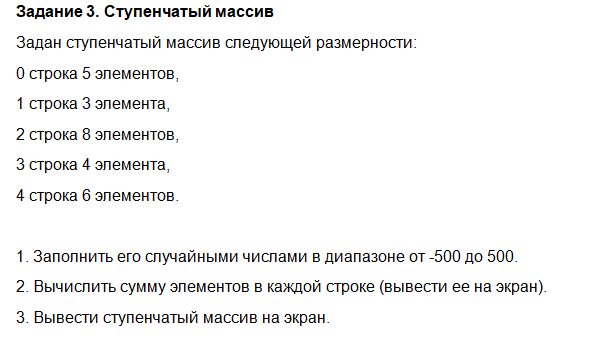 Задание 3. Ступенчатый массив
Задан ступенчатый массив следующей размерности:
0 строка 5 элементов,
1 строка 3 элемента,
2 строка 8 элементов,
3 строка 4 элемента,
4 строка 6 элементов.
1. Заполнить его случайными числами в диапазоне от -500 до 500.
2. Вычислить сумму элементов в каждой строке (вывести ее на экран).
3. Вывести ступенчатый массив на экран.